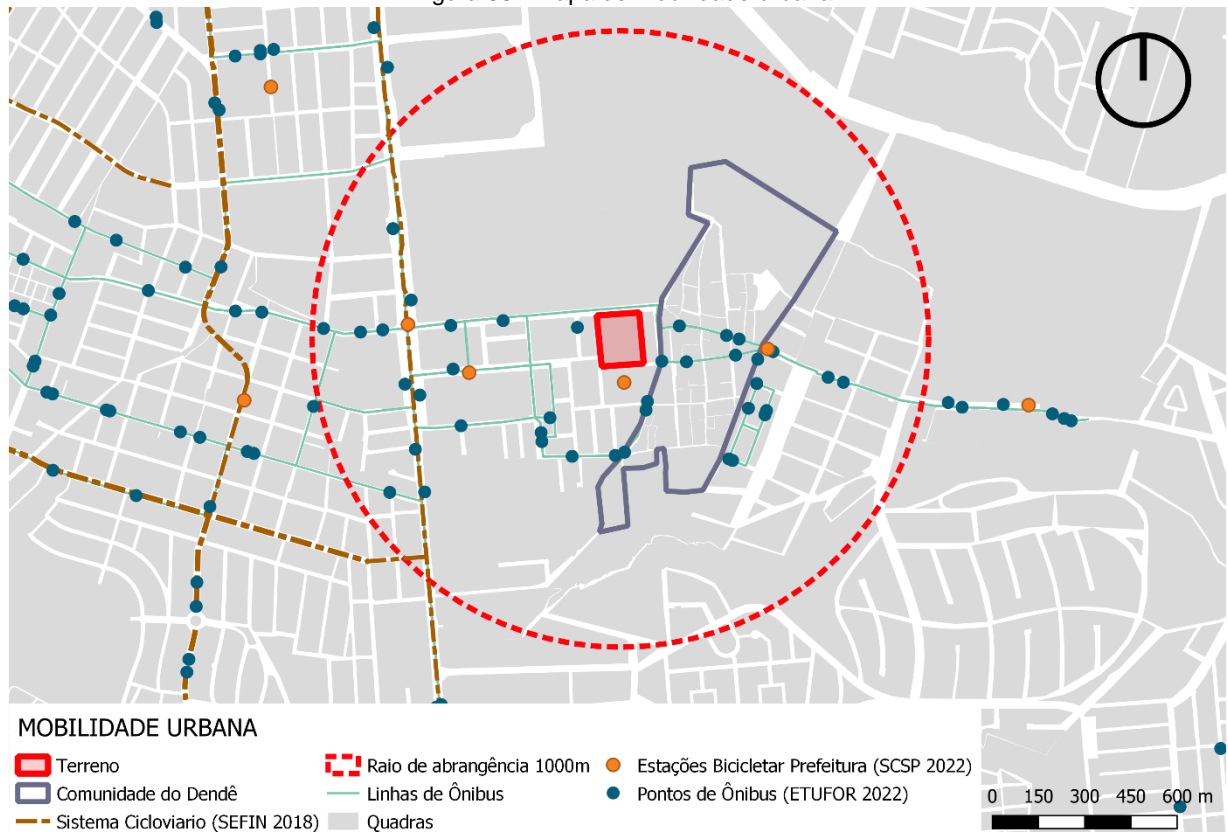 MOBILIDADE URBANA
Terreno
Raio de abrangência 1000m
Estações Bicicletar Prefeitura (SCSP 2022)
Comunidade do Dendê
Linhas de Ônibus
Pontos de Ônibus (ETUFOR 2022)
Sistema Cicloviario (SEFIN 2018)
Quadras
0 150 300 450 600 m